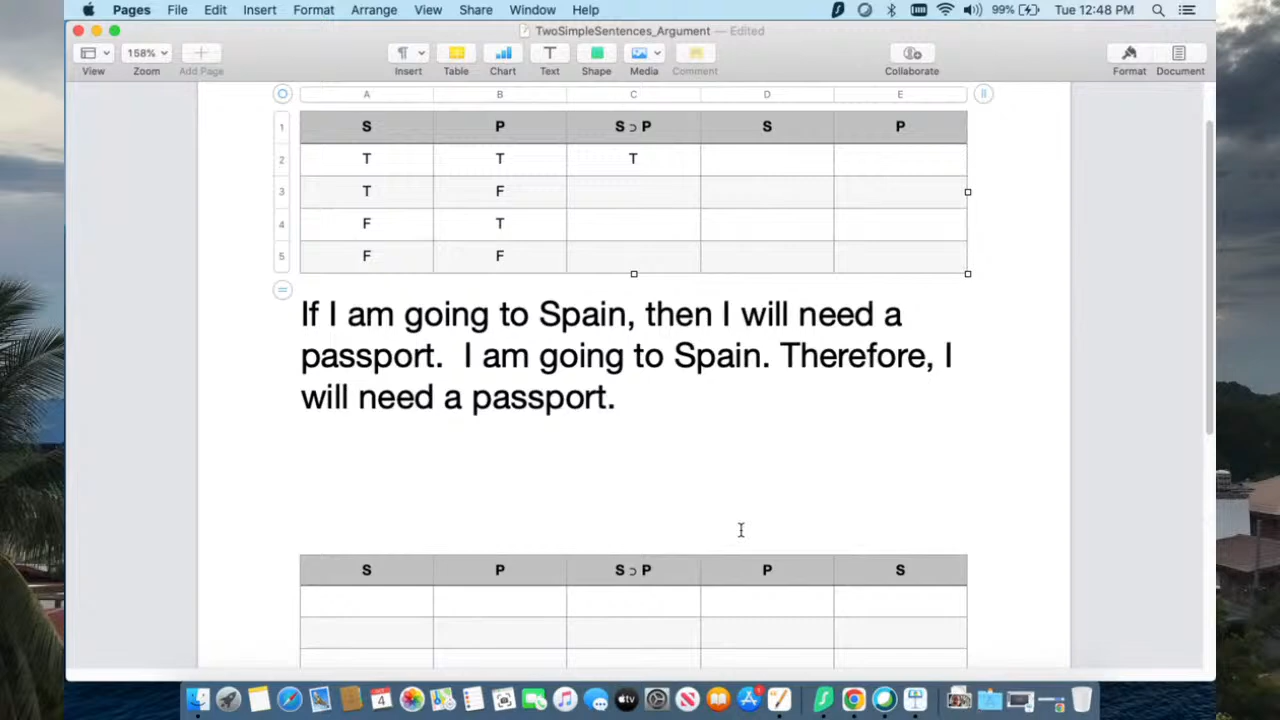 Pages File Edit Insert Format Arrange View Share Window Help 99% Tue 12:48 PM
TwoSimpleSentences_Argument — Edited
158%
View Zoom Add Page Insert Table Chart Text Shape Media Comment Collaborate Format Document
A B C D E
1 S P S ⊃ P S P
2 T T T
3 T F
4 F T
5 F F
If I am going to Spain, then I will need a
passport. I am going to Spain. Therefore, I
will need a passport.
S P S ⊃ P P S